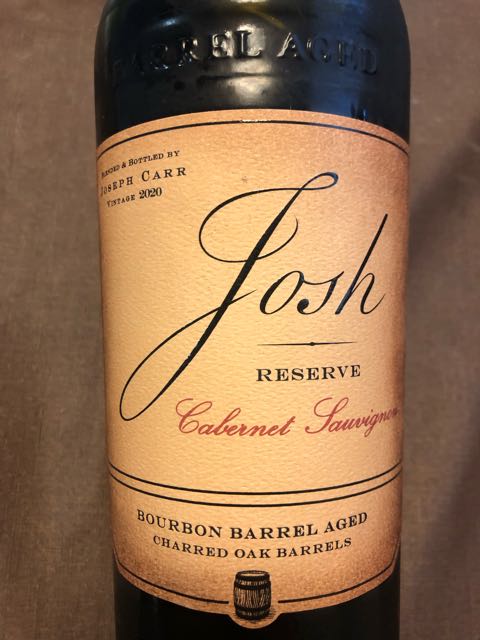 BARREL AGED
BLENDED & BOTTLED BY
JOSEPH CARR
VINTAGE 2020
Josh
RESERVE
Cabernet Sauvignon
BOURBON BARREL AGED
CHARRED OAK BARRELS